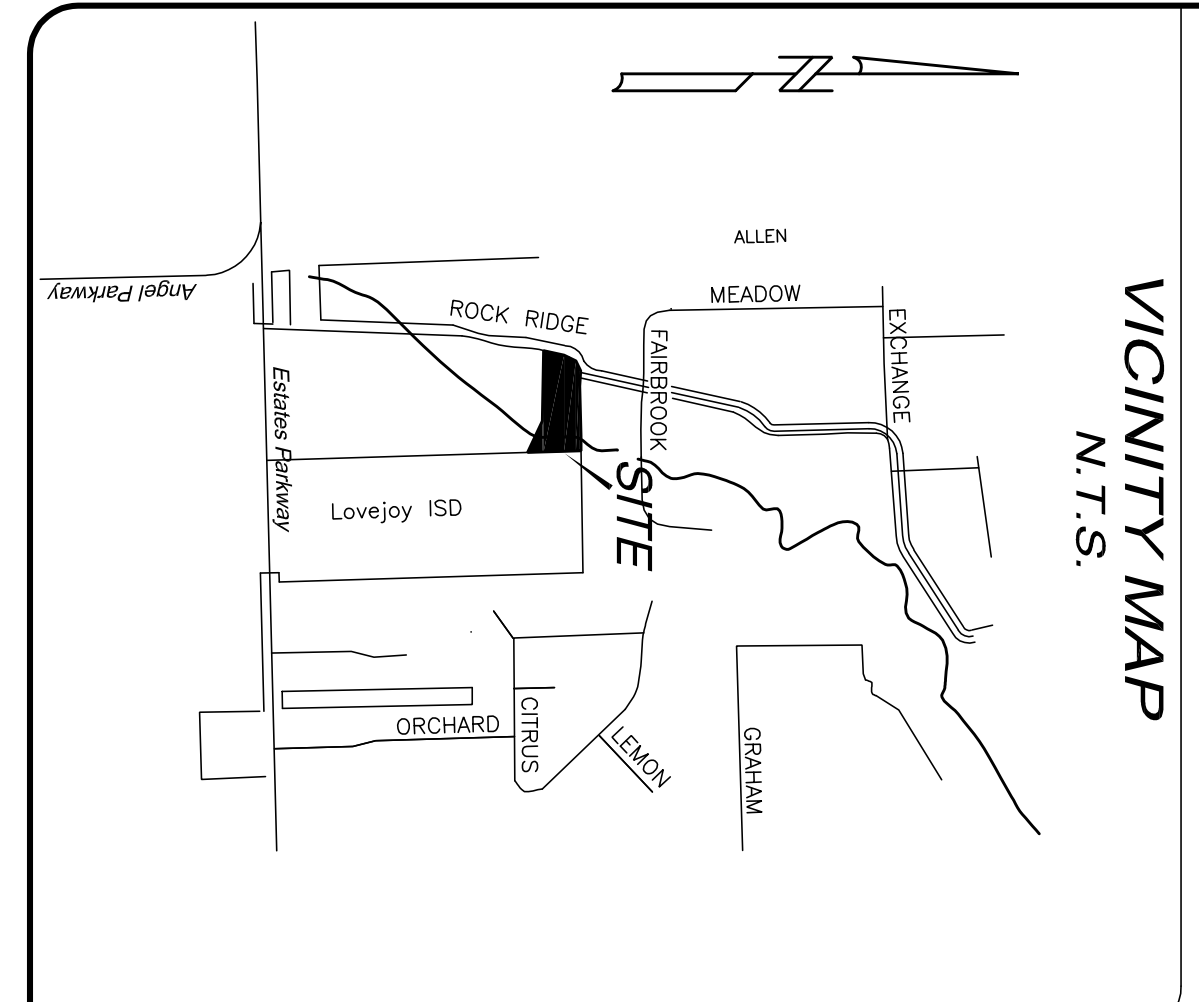 VICINITY MAP
N.T.S.
N
ALLEN
MEADOW
EXCHANGE
ROCK RIDGE
FAIRBROOK
Angel Parkway
Estates Parkway
SITE
Lovejoy ISD
ORCHARD
CITRUS
LEMON
GRAHAM